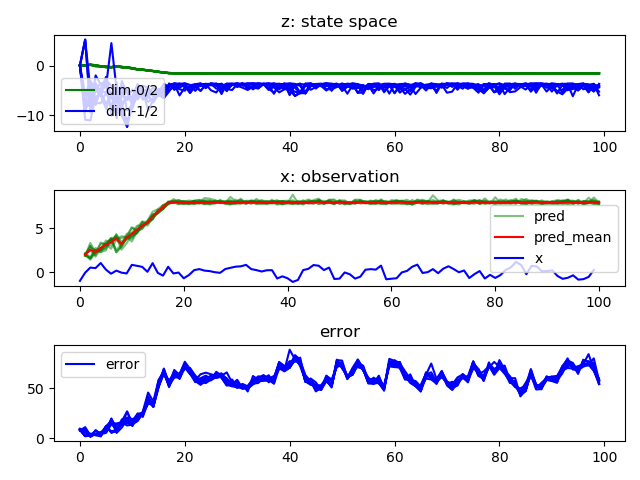 z: state space
0
−10
dim-0/2
dim-1/2
0 20 40 60 80 100
x: observation
5
0
pred
pred_mean
x
0 20 40 60 80 100
error
50
0
error
0 20 40 60 80 100